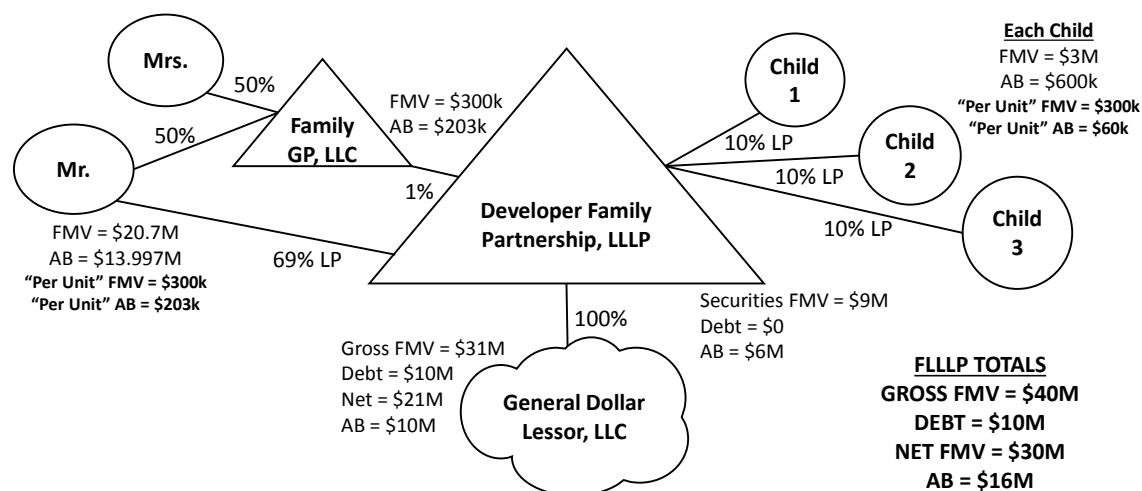 Mrs.
50%
50%
Mr.
FMV = $20.7M
AB = $13.997M
“Per Unit” FMV = $300k
“Per Unit” AB = $203k
Family
GP, LLC
FMV = $300k
AB = $203k
1%
69% LP
Developer Family
Partnership, LLLP
Child
1
10% LP
Child
2
10% LP
Child
3
10% LP
Each Child
FMV = $3M
AB = $600k
“Per Unit” FMV = $300k
“Per Unit” AB = $60k
Securities FMV = $9M
Debt = $0
AB = $6M
100%
Gross FMV = $31M
Debt = $10M
Net = $21M
AB = $10M
General Dollar
Lessor, LLC
FLLLP TOTALS
GROSS FMV = $40M
DEBT = $10M
NET FMV = $30M
AB = $16M